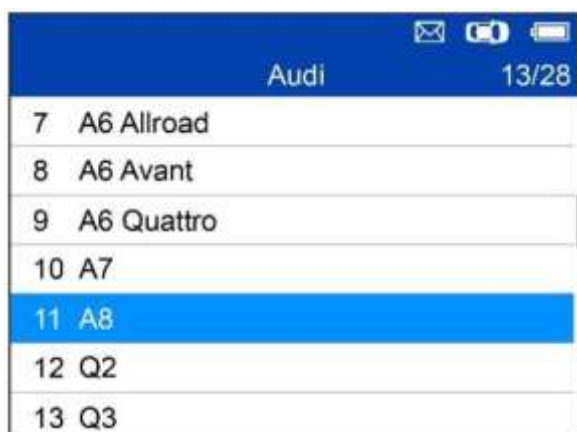 Audi 13/28
7 A6 Allroad
8 A6 Avant
9 A6 Quattro
10 A7
11 A8
12 Q2
13 Q3